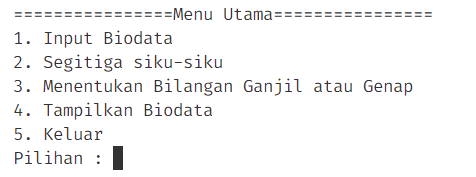 ================Menu Utama================
1. Input Biodata
2. Segitiga siku-siku
3. Menentukan Bilangan Ganjil atau Genap
4. Tampilkan Biodata
5. Keluar
Pilihan :